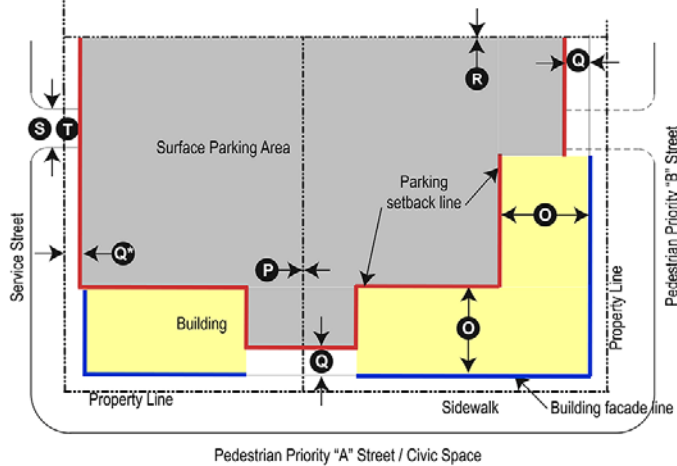 R
Q
S T
Surface Parking Area
Parking
setback line
O
Q*
P
Service Street
Pedestrian Priority "B" Street
Building
O
Property Line
Q
Property Line
Sidewalk
Building facade line
Pedestrian Priority "A" Street / Civic Space